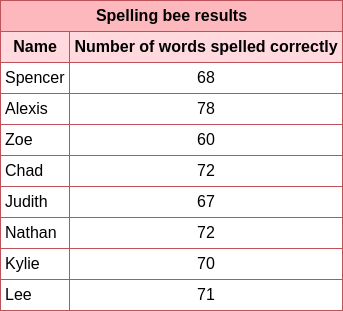 Spelling bee results
Name Number of words spelled correctly
Spencer 68
Alexis 78
Zoe 60
Chad 72
Judith 67
Nathan 72
Kylie 70
Lee 71